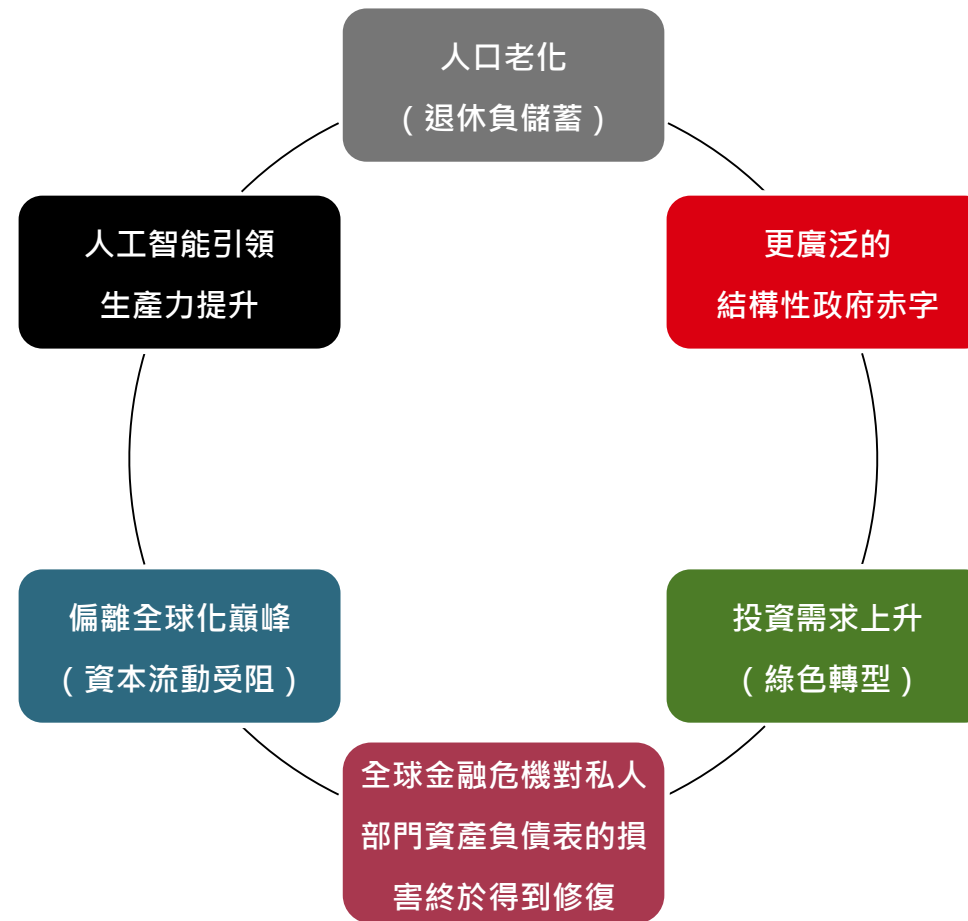 人口老化
（退休負儲蓄）
更廣泛的
結構性政府赤字
投資需求上升
（綠色轉型）
全球金融危機對私人
部門資產負債表的損
害終於得到修復
偏離全球化巔峰
（資本流動受阻）
人工智能引領
生產力提升